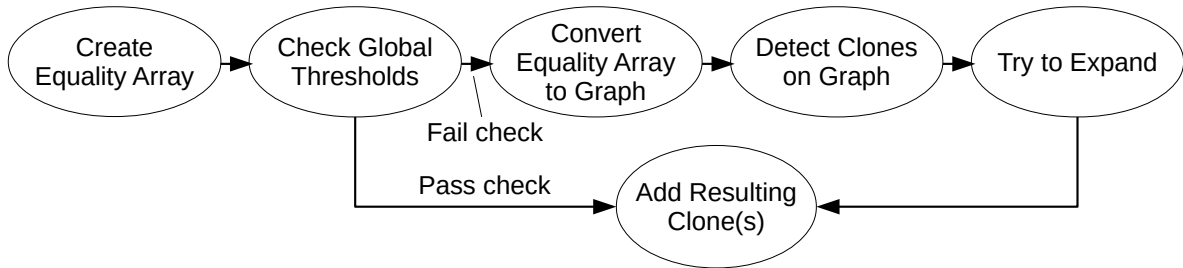 Create
Equality Array
Check Global
Thresholds
Convert
Equality Array
to Graph
Detect Clones
on Graph
Try to Expand
Fail check
Pass check
Add Resulting
Clone(s)